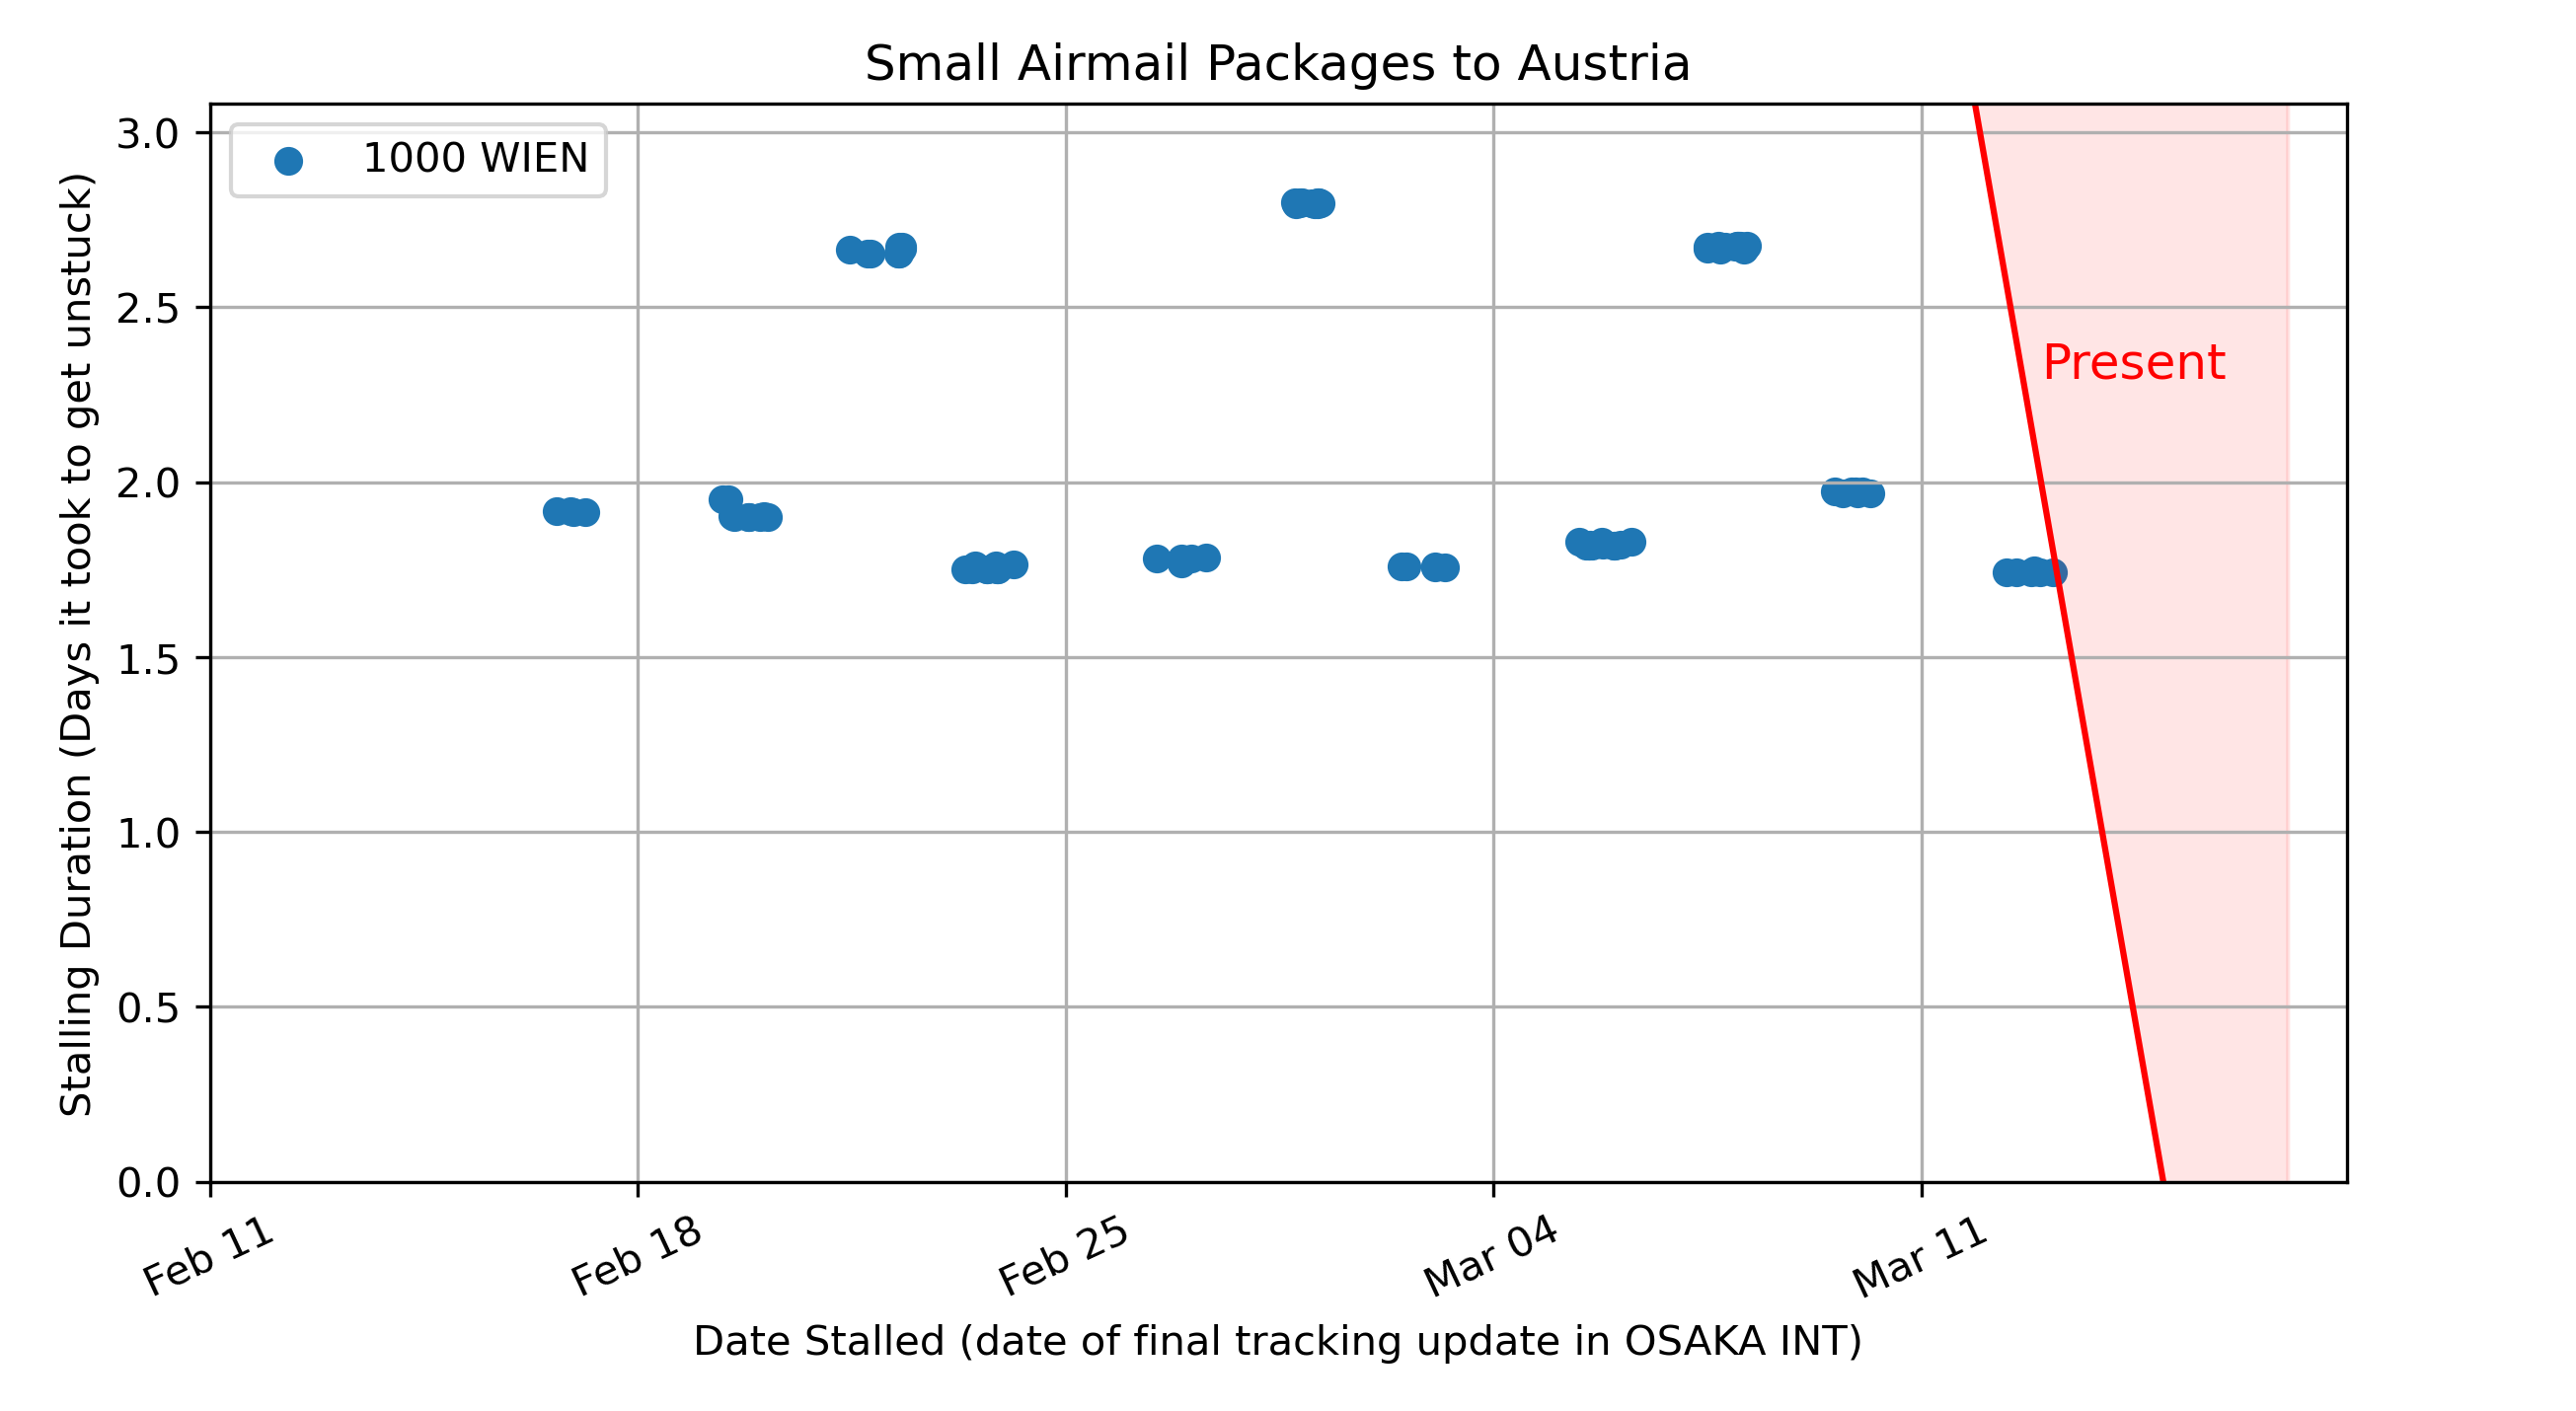 Small Airmail Packages to Austria
1000 WIEN
Present
Stalling Duration (Days it took to get unstuck)
3.0
2.5
2.0
1.5
1.0
0.5
0.0
Feb 11
Feb 18
Feb 25
Mar 04
Mar 11
Date Stalled (date of final tracking update in OSAKA INT)